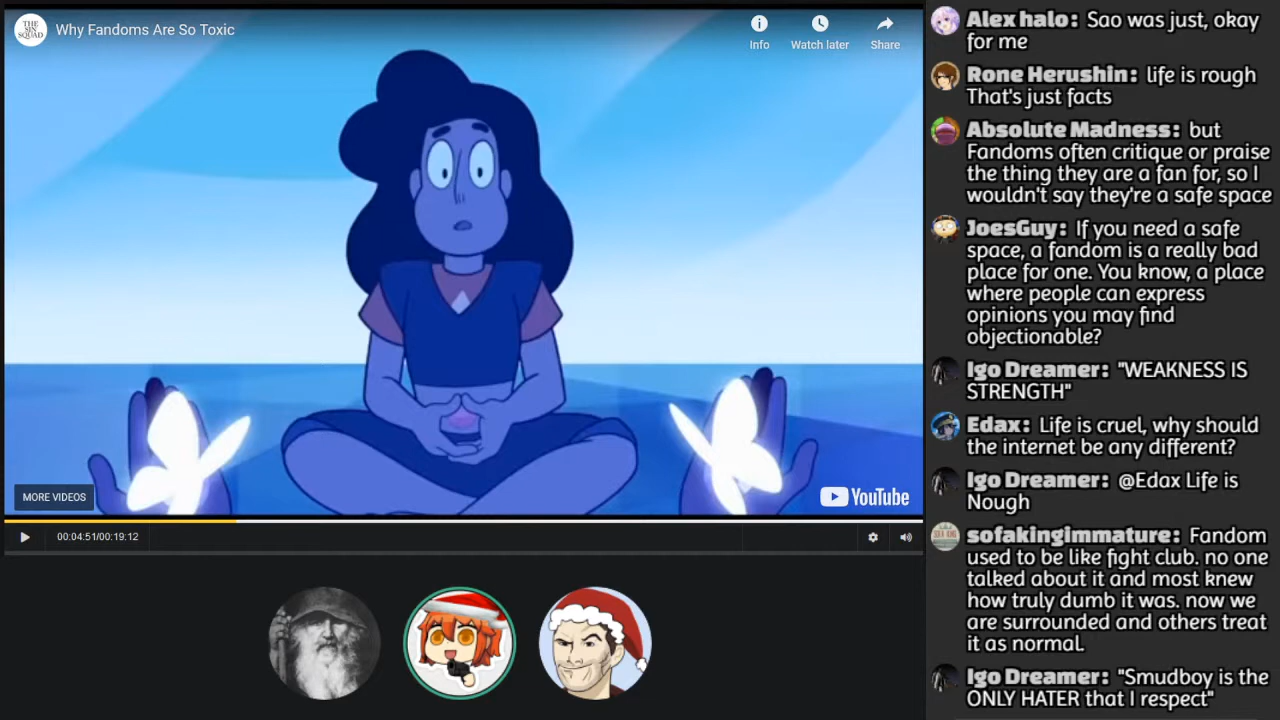 THE
SIN
SQUAD
Why Fandoms Are So Toxic
Info
Watch later
Share
MORE VIDEOS
YouTube
00:04:51/00:19:12
Alex halo: Sao was just, okay
for me
Rone Herushin: life is rough
That's just facts
Absolute Madness: but
Fandoms often critique or praise
the thing they are a fan for, so I
wouldn't say they're a safe space
JoesGuy: If you need a safe
space, a fandom is a really bad
place for one. You know, a place
where people can express
opinions you may find
objectionable?
Igo Dreamer: "WEAKNESS IS
STRENGTH"
Edax: Life is cruel, why should
the internet be any different?
Igo Dreamer: @Edax Life is
Nough
sofakingimmature: Fandom
used to be like fight club. no one
talked about it and most knew
how truly dumb it was. now we
are surrounded and others treat
it as normal.
Igo Dreamer: "Smudboy is the
ONLY HATER that I respect"